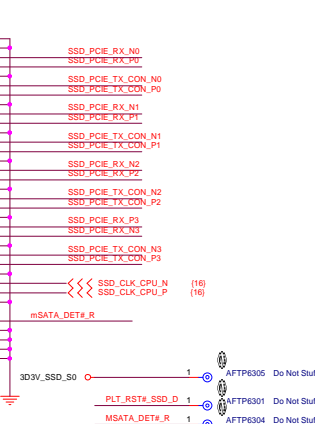 SSD_PCIE_RX_N0
SSD_PCIE_RX_P0
SSD_PCIE_TX_CON_N0
SSD_PCIE_TX_CON_P0
SSD_PCIE_RX_N1
SSD_PCIE_RX_P1
SSD_PCIE_TX_CON_N1
SSD_PCIE_TX_CON_P1
SSD_PCIE_RX_N2
SSD_PCIE_RX_P2
SSD_PCIE_TX_CON_N2
SSD_PCIE_TX_CON_P2
SSD_PCIE_RX_P3
SSD_PCIE_RX_N3
SSD_PCIE_TX_CON_N3
SSD_PCIE_TX_CON_P3
SSD_CLK_CPU_N {16}
SSD_CLK_CPU_P {16}
mSATA_DET#_R
3D3V_SSD_S0 1 AFTP6305 Do Not Stuf
PLT_RST#_SSD_D 1 AFTP6301 Do Not Stuf
MSATA_DET#_R 1 AFTP6304 Do Not Stuf